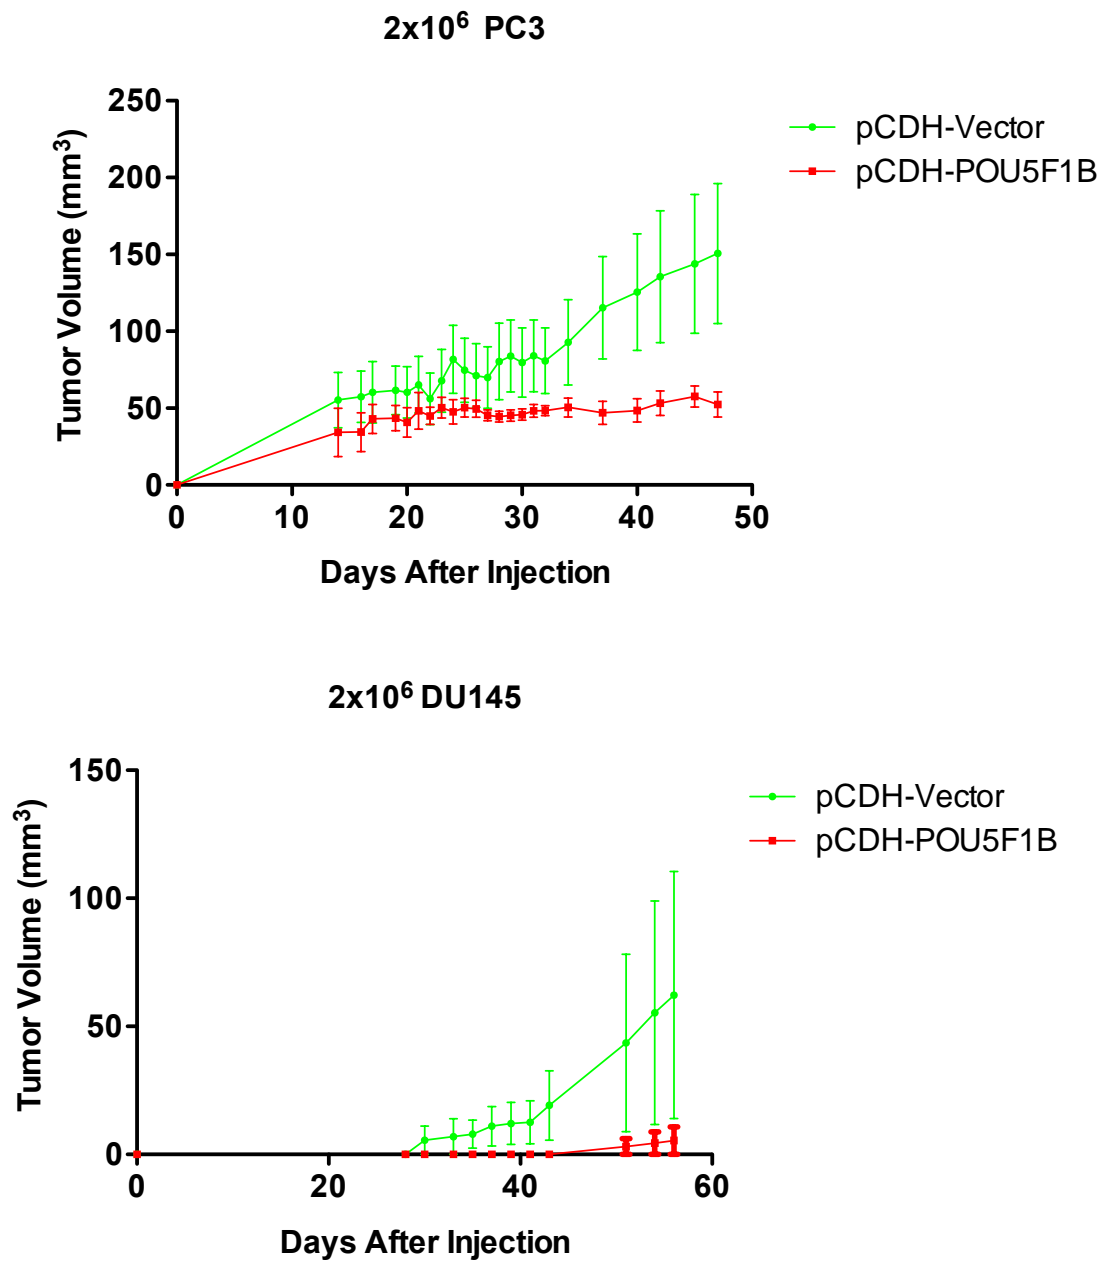 2x10⁶ PC3
250
200
150
100
50
0
Tumor Volume (mm³)
0 10 20 30 40 50
Days After Injection
pCDH-Vector
pCDH-POU5F1B
2x10⁶ DU145
150
100
50
0
Tumor Volume (mm³)
0 20 40 60
Days After Injection
pCDH-Vector
pCDH-POU5F1B